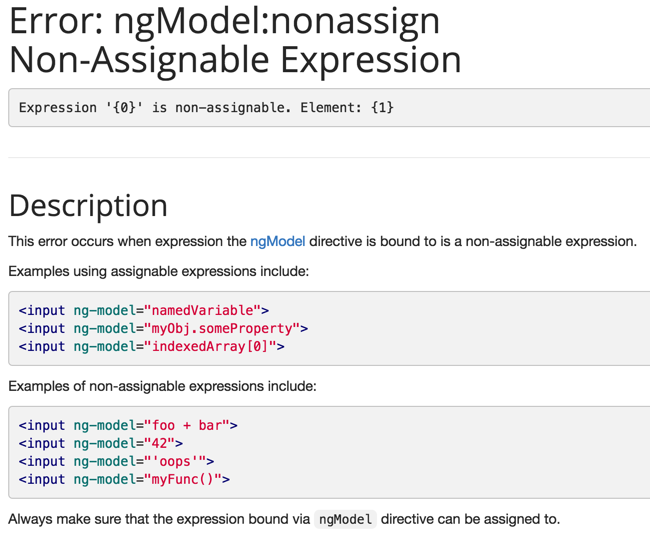 Error: ngModel:nonassign
Non-Assignable Expression
Expression '{0}' is non-assignable. Element: {1}
Description
This error occurs when expression the ngModel directive is bound to is a non-assignable expression.
Examples using assignable expressions include:
<input ng-model="namedVariable">
<input ng-model="myObj.someProperty">
<input ng-model="indexedArray[0]">
Examples of non-assignable expressions include:
<input ng-model="foo + bar">
<input ng-model="42">
<input ng-model="'oops'">
<input ng-model="myFunc()">
Always make sure that the expression bound via ngModel directive can be assigned to.